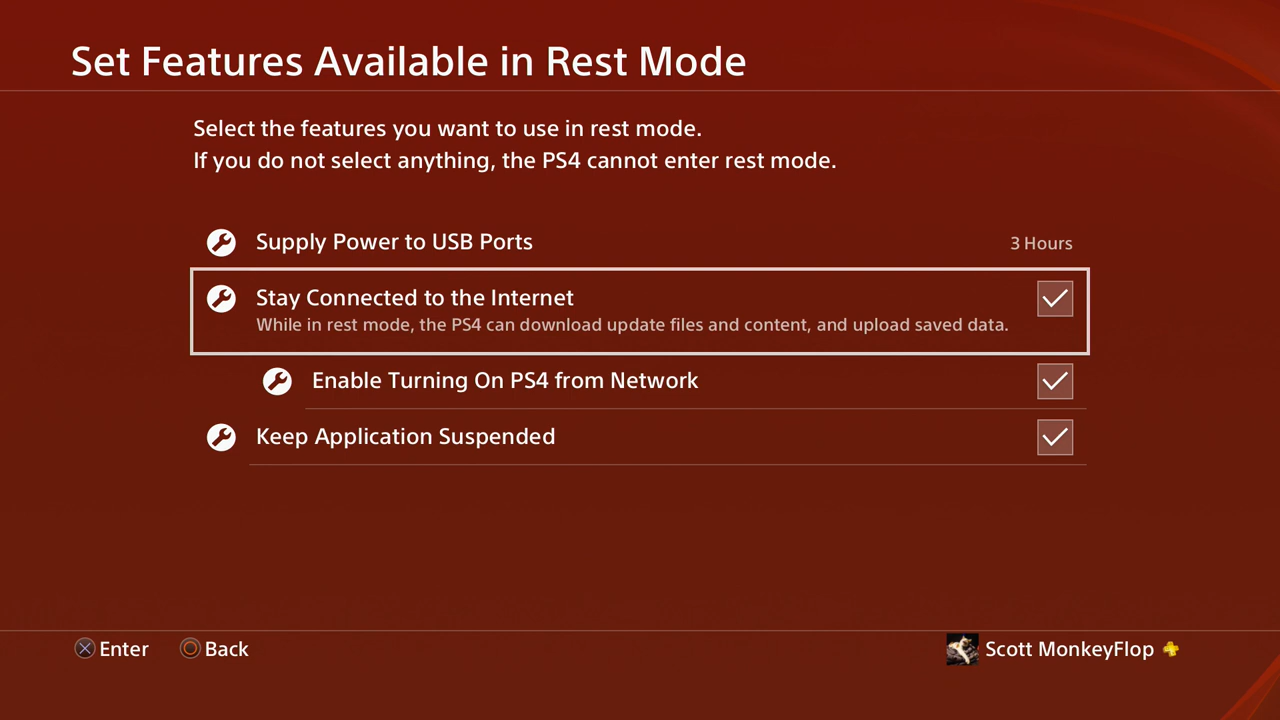 Set Features Available in Rest Mode
Select the features you want to use in rest mode.
If you do not select anything, the PS4 cannot enter rest mode.
Supply Power to USB Ports 3 Hours
Stay Connected to the Internet
While in rest mode, the PS4 can download update files and content, and upload saved data.
Enable Turning On PS4 from Network
Keep Application Suspended
Enter Back Scott MonkeyFlop